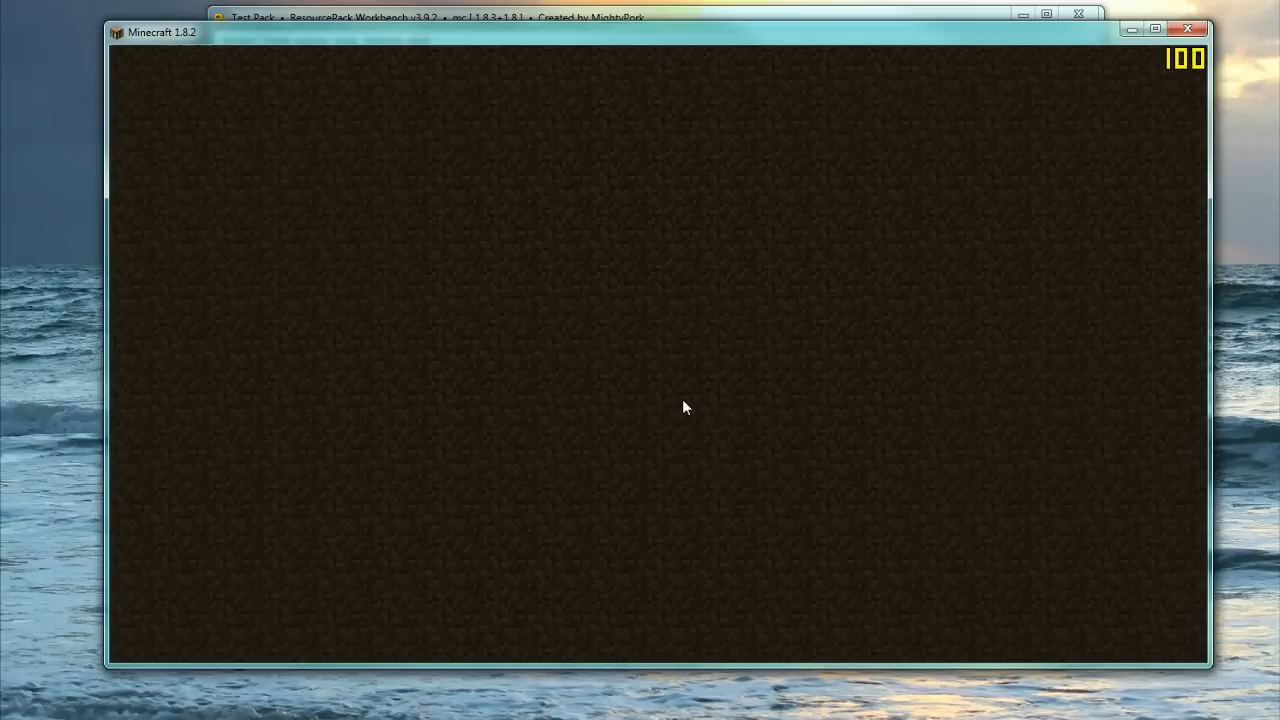 Test Pack • ResourcePack Workbench v3.9.2 • mc [ 1.8.3+1.8 ] • Created by MightyPork
Minecraft 1.8.2
100